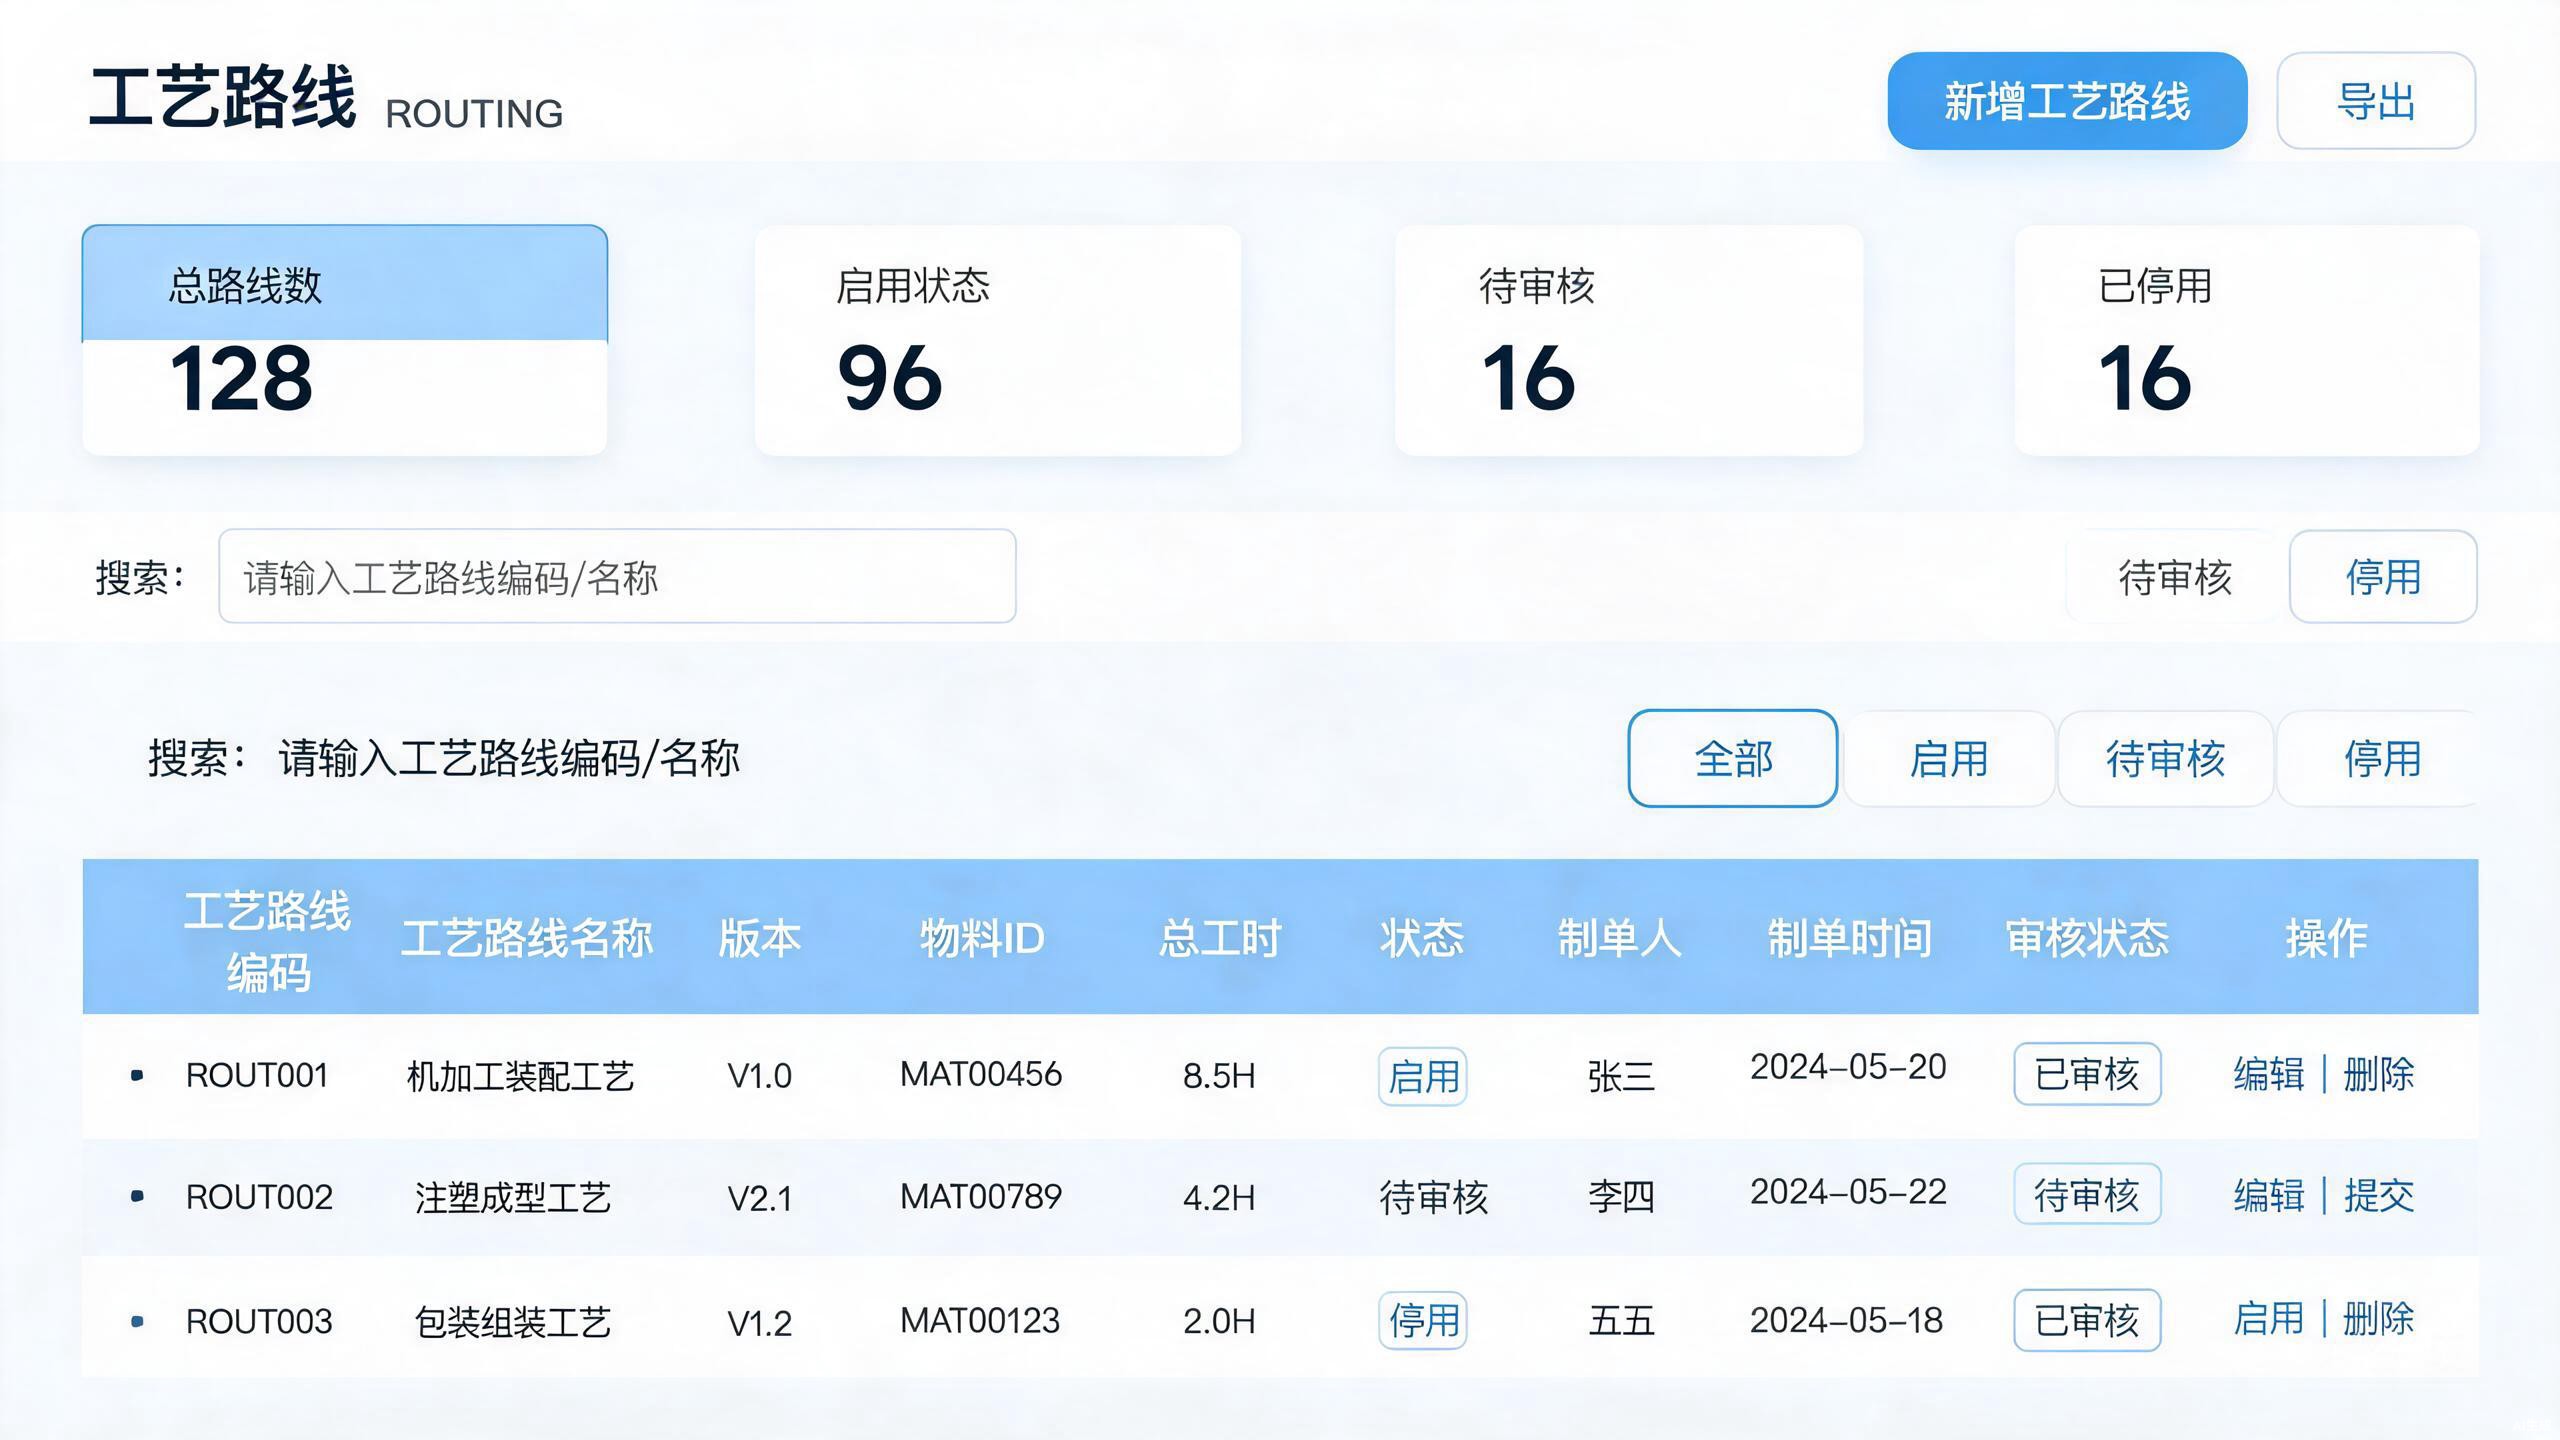 工艺路线 ROUTING
新增工艺路线 导出
总路线数 启用状态 待审核 已停用
128 96 16 16
搜索： 请输入工艺路线编码/名称 待审核 停用
搜索： 请输入工艺路线编码/名称 全部 启用 待审核 停用
工艺路线编码 工艺路线名称 版本 物料ID 总工时 状态 制单人 制单时间 审核状态 操作
ROUT001 机加工装配工艺 V1.0 MAT00456 8.5H 启用 张三 2024-05-20 已审核 编辑 | 删除
ROUT002 注塑成型工艺 V2.1 MAT00789 4.2H 待审核 李四 2024-05-22 待审核 编辑 | 提交
ROUT003 包装组装工艺 V1.2 MAT00123 2.0H 停用 五五 2024-05-18 已审核 启用 | 删除